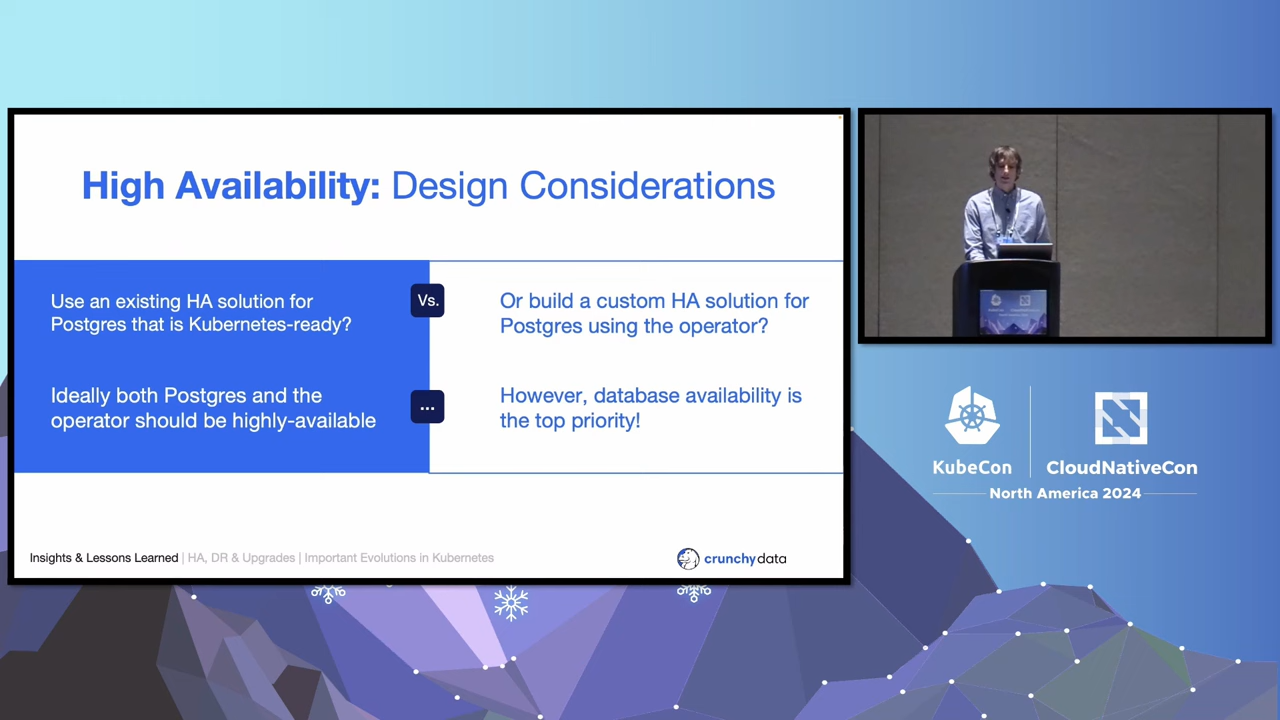 High Availability: Design Considerations
Use an existing HA solution for
Postgres that is Kubernetes-ready?
Vs.
Or build a custom HA solution for
Postgres using the operator?
Ideally both Postgres and the
operator should be highly-available
...
However, database availability is
the top priority!
Insights & Lessons Learned | HA, DR & Upgrades | Important Evolutions in Kubernetes
crunchydata
KubeCon
CloudNativeCon
North America 2024